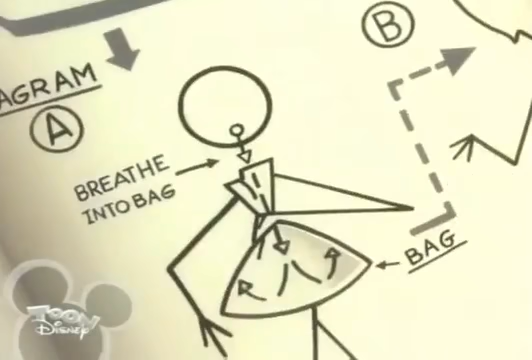 AGRAM
A
B
BREATHE
INTO BAG
BAG
TOON
DISNEY